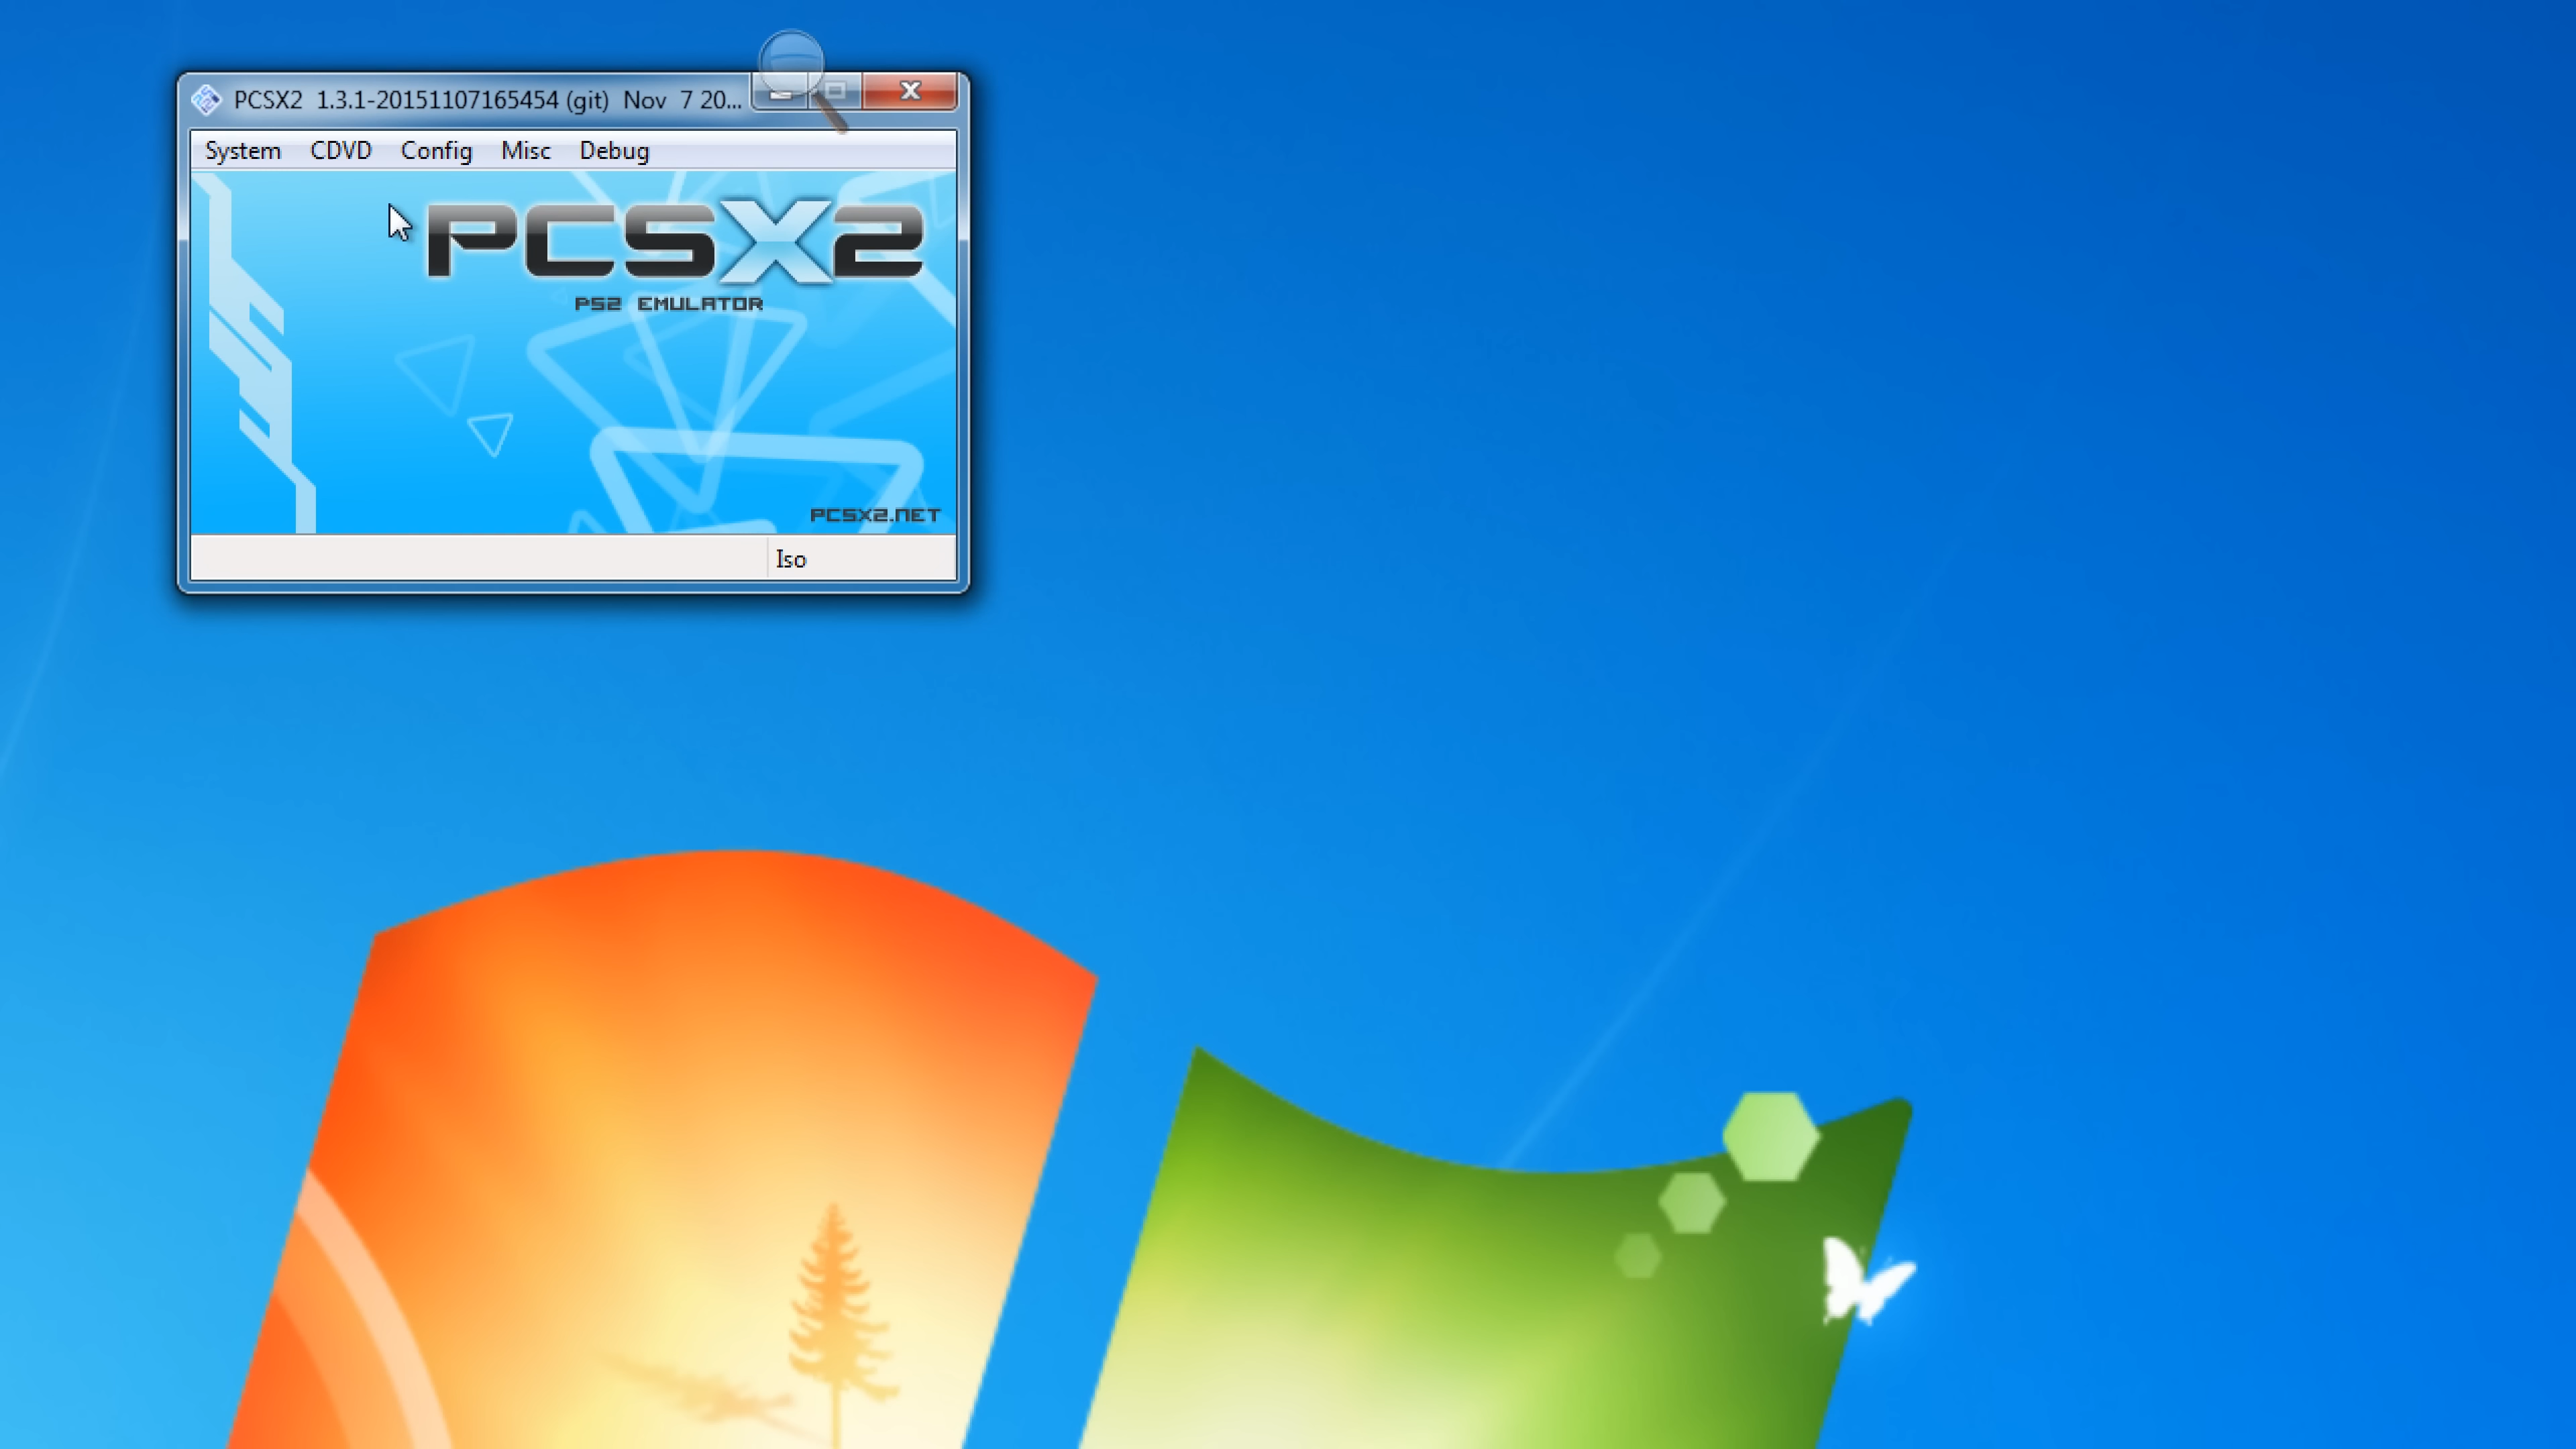 PCSX2 1.3.1-20151107165454 (git) Nov 7 20...
System CDVD Config Misc Debug
PCSX2
PS2 EMULATOR
PCSX2.NET
Iso